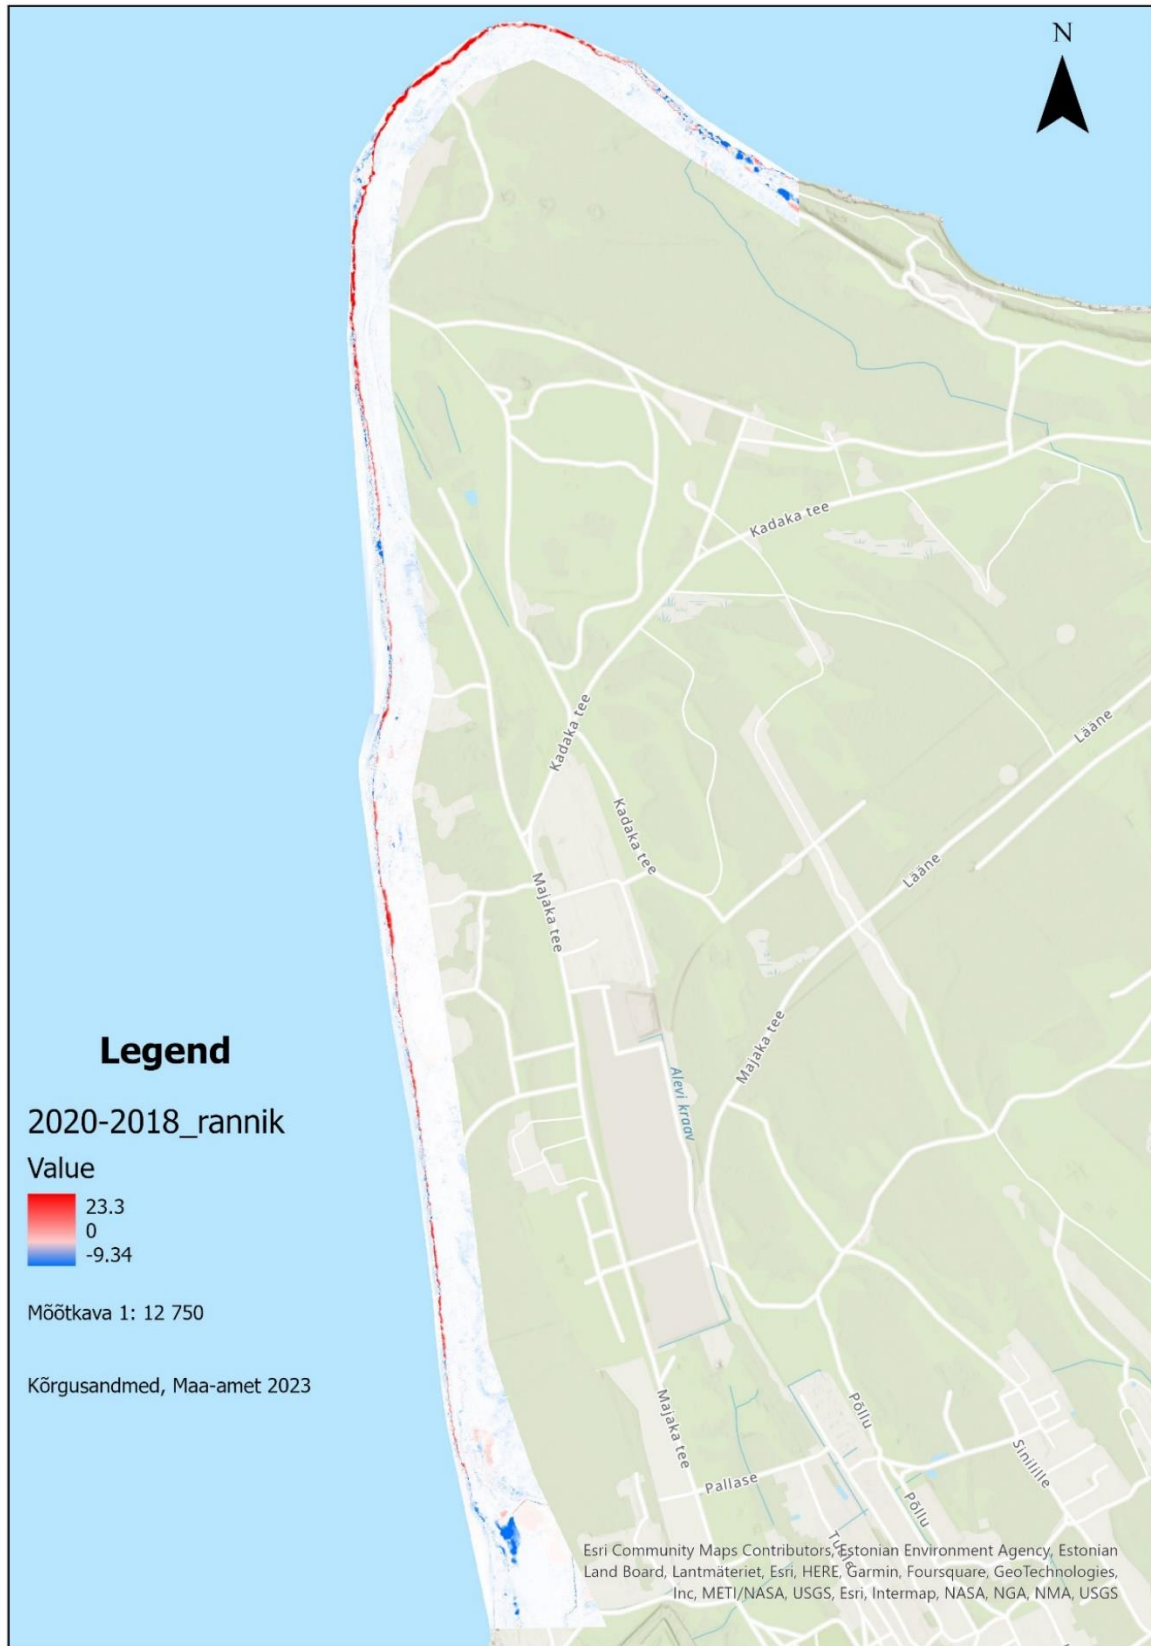 N
Kadaka tee
Lääne
Kadaka tee
Kadaka tee
Lääne
Majaka tee
Majaka tee
Alevi kraav
Legend
2020-2018_rannik
Value
23.3
0
-9.34
Mõõtkava 1: 12 750
Kõrgusandmed, Maa-amet 2023
Majaka tee
Põllu
Sinilille
Pallase
Põllu
Esri Community Maps Contributors, Estonian Environment Agency, Estonian
Land Board, Lantmäteriet, Esri, HERE, Garmin, Foursquare, GeoTechnologies,
Inc, METI/NASA, USGS, Esri, Intermap, NASA, NGA, NMA, USGS